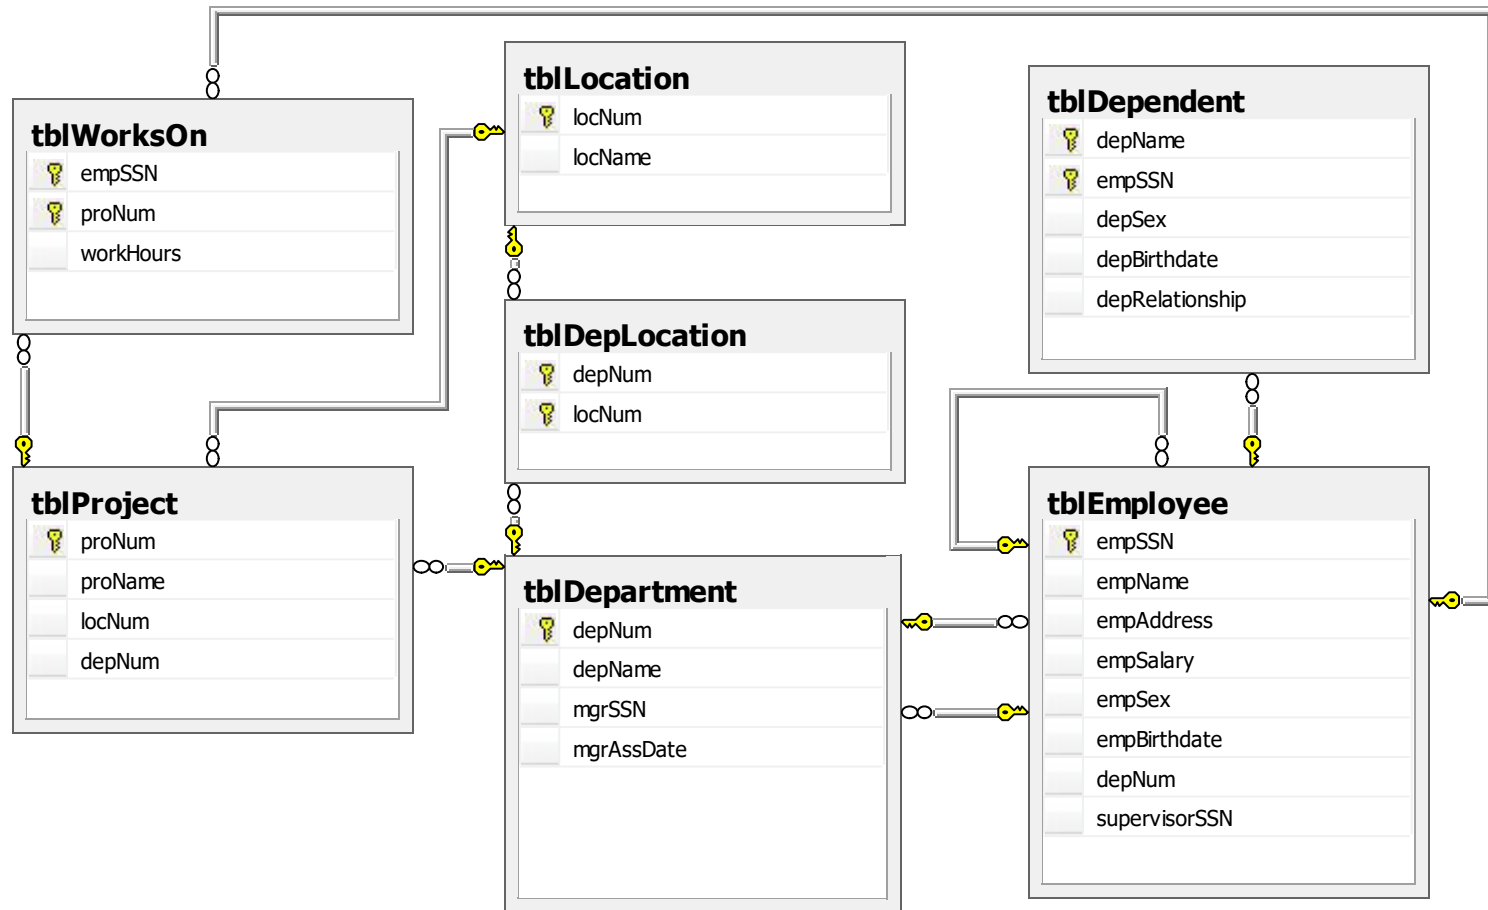 tblWorksOn
empSSN
proNum
workHours
tblLocation
locNum
locName
tblDependent
depName
empSSN
depSex
depBirthdate
depRelationship
tblDepLocation
depNum
locNum
tblProject
proNum
proName
locNum
depNum
tblDepartment
depNum
depName
mgrSSN
mgrAssDate
tblEmployee
empSSN
empName
empAddress
empSalary
empSex
empBirthdate
depNum
supervisorSSN